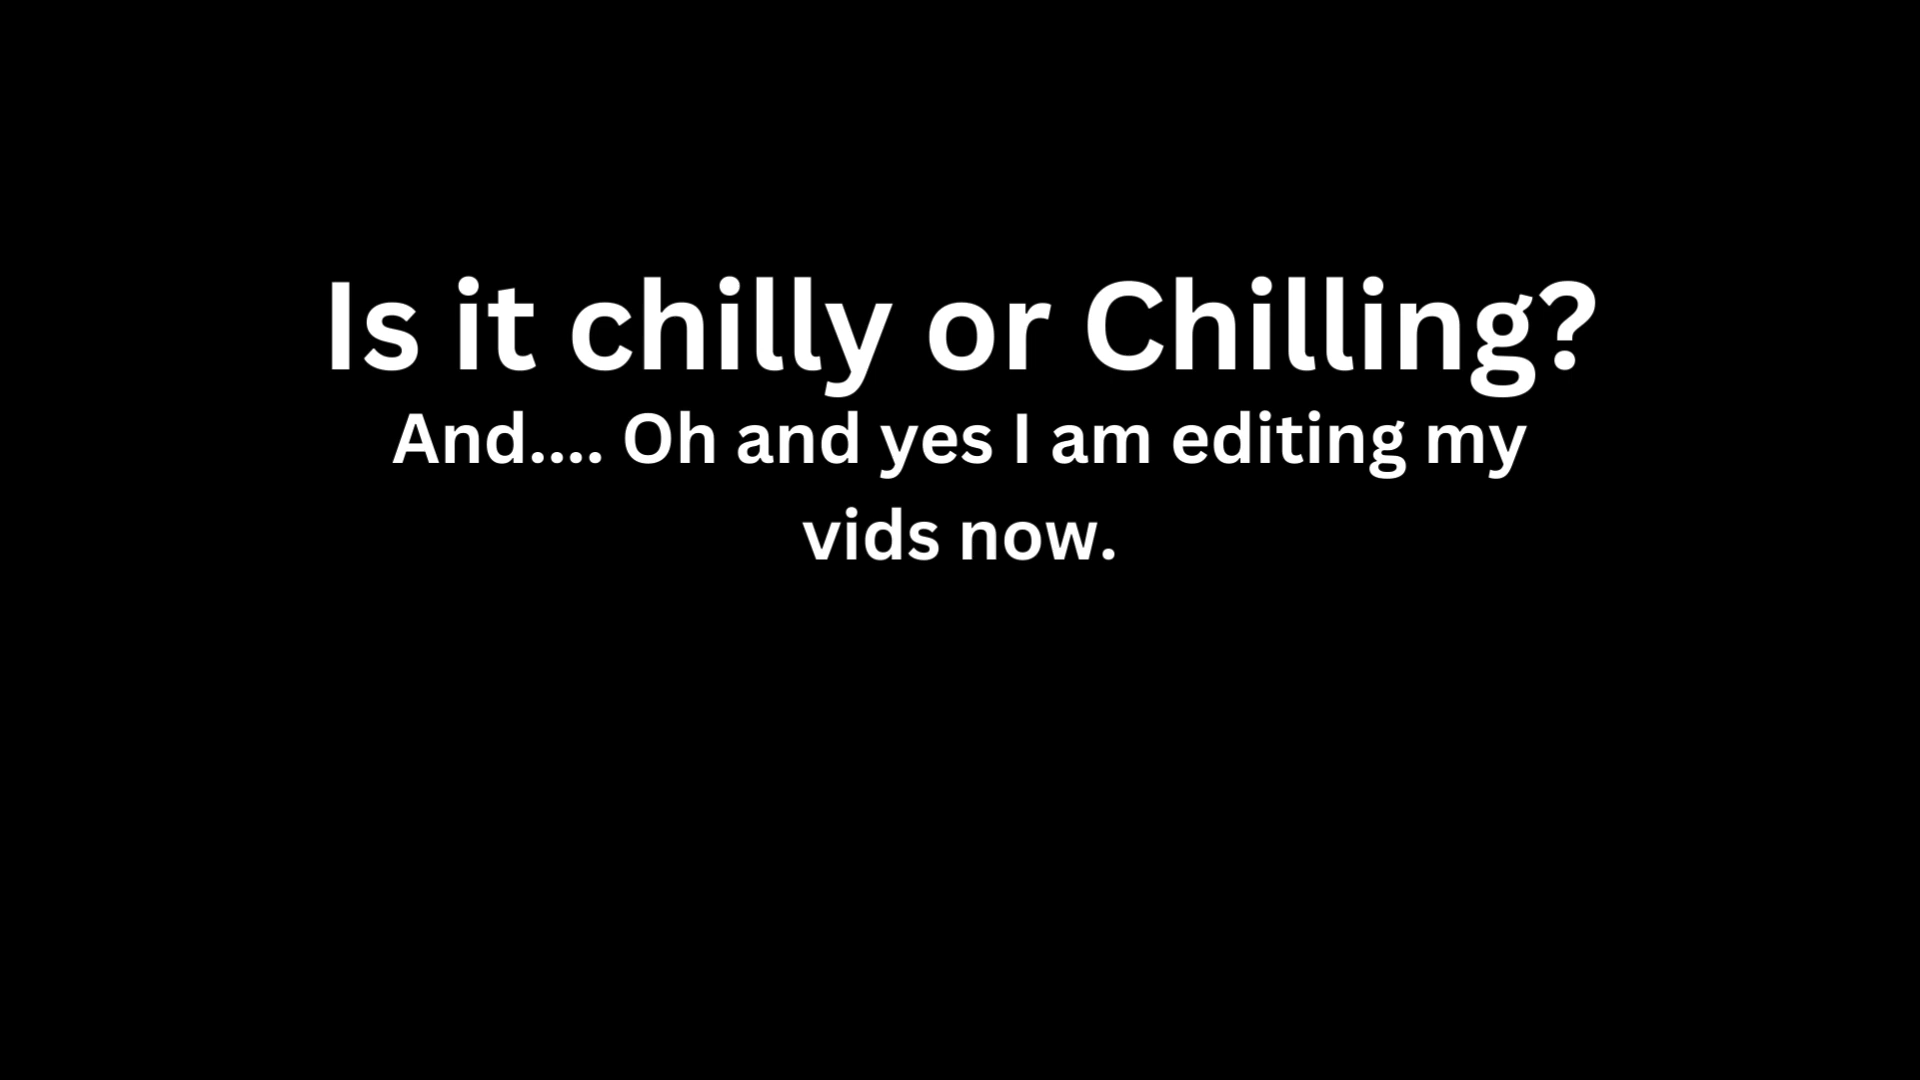 Is it chilly or Chilling?
And.... Oh and yes I am editing my
vids now.